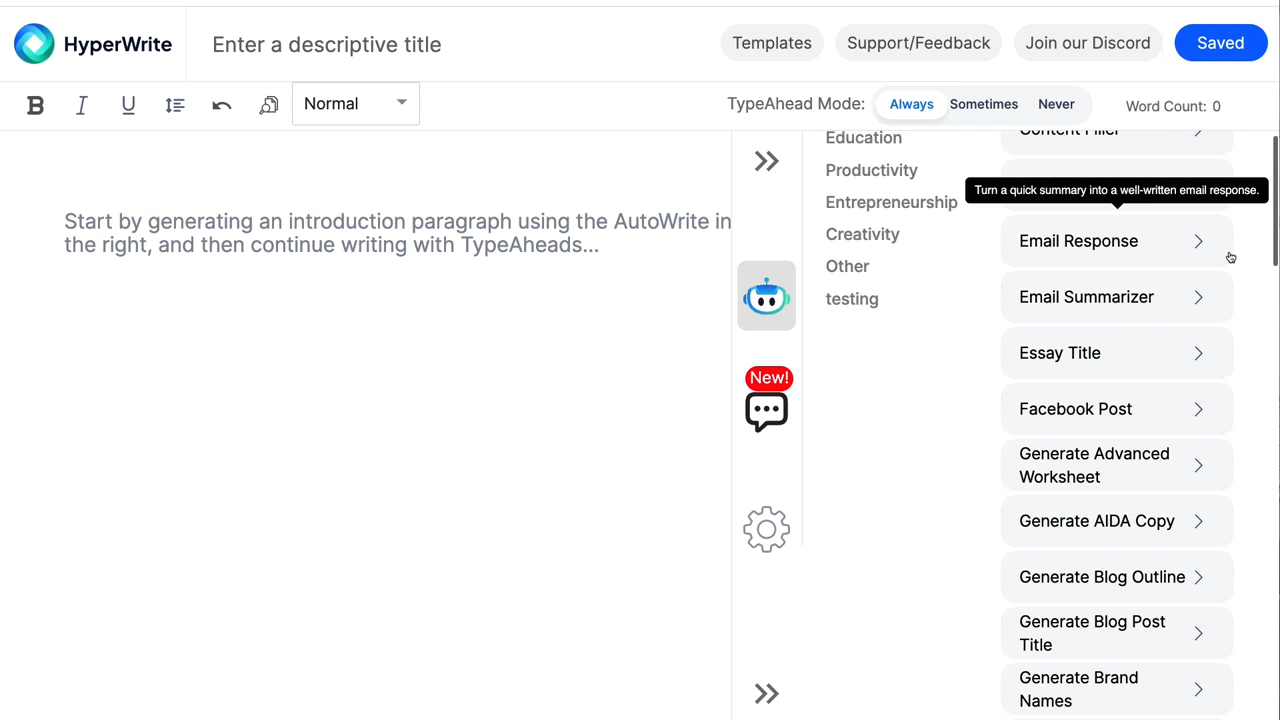 HyperWrite
Enter a descriptive title
Templates
Support/Feedback
Join our Discord
Saved
B I U
Normal
TypeAhead Mode:
Always
Sometimes
Never
Word Count: 0
Start by generating an introduction paragraph using the AutoWrite in
the right, and then continue writing with TypeAheads...
New!
Education
Productivity
Entrepreneurship
Creativity
Other
testing
Turn a quick summary into a well-written email response.
Email Response
Email Summarizer
Essay Title
Facebook Post
Generate Advanced
Worksheet
Generate AIDA Copy
Generate Blog Outline
Generate Blog Post
Title
Generate Brand
Names